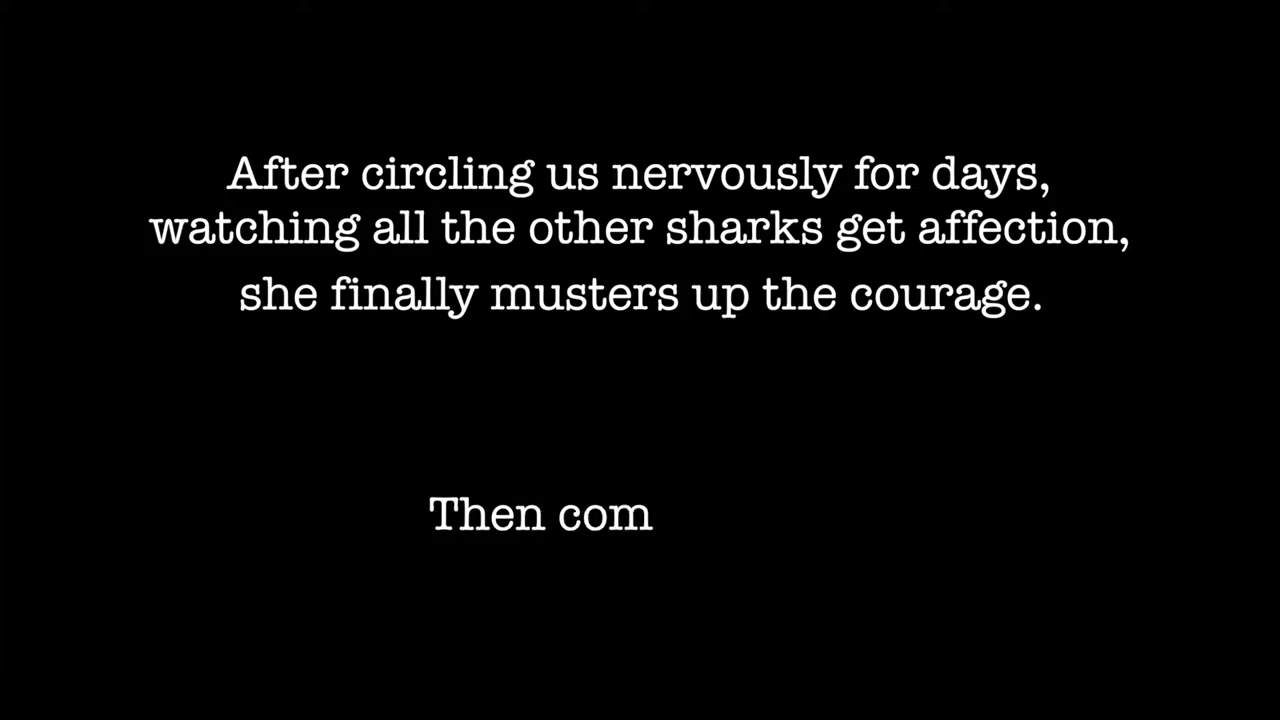 After circling us nervously for days,
watching all the other sharks get affection,
she finally musters up the courage.
Then com